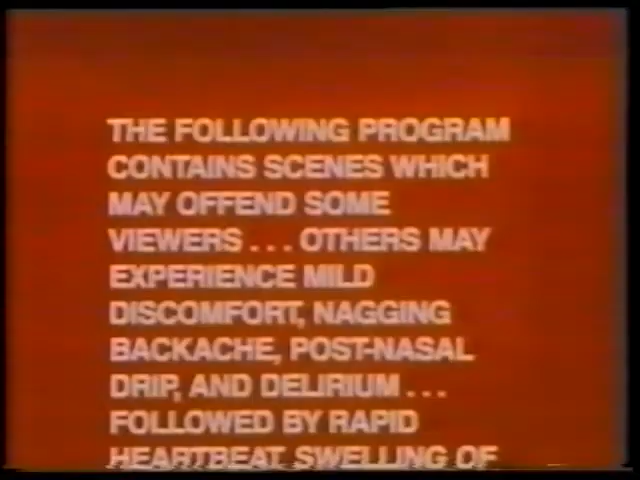 THE FOLLOWING PROGRAM
CONTAINS SCENES WHICH
MAY OFFEND SOME
VIEWERS . . . OTHERS MAY
EXPERIENCE MILD
DISCOMFORT, NAGGING
BACKACHE, POST-NASAL
DRIP, AND DELIRIUM . . .
FOLLOWED BY RAPID
HEARTBEAT SWELLING OF